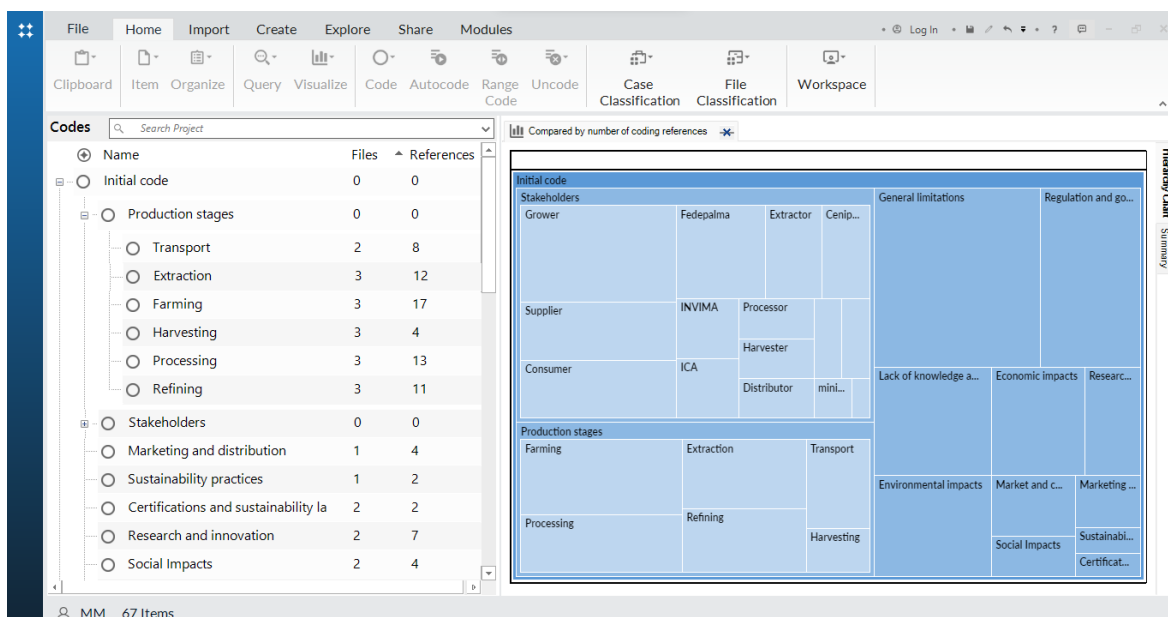 File Home Import Create Explore Share Modules
Log In ?
Clipboard Item Organize Query Visualize Code Autocode Range Code Uncode Case Classification File Classification Workspace
Codes Search Project
Name Files References
Initial code 0 0
Production stages 0 0
Transport 2 8
Extraction 3 12
Farming 3 17
Harvesting 3 4
Processing 3 13
Refining 3 11
Stakeholders 0 0
Marketing and distribution 1 4
Sustainability practices 1 2
Certifications and sustainability la 2 2
Research and innovation 2 7
Social Impacts 2 4
MM 67 Items
Compared by number of coding references
Initial code
Stakeholders
Grower Fedepalma Extractor Cenip...
Supplier INVIMA Processor
Harvester
Consumer ICA
Distributor mini...
Production stages
Farming Extraction Transport
Processing Refining
Harvesting
General limitations Regulation and go...
Lack of knowledge a... Economic impacts Researc...
Environmental impacts Market and c... Marketing ...
Sustainabi...
Social Impacts
Certificat...
Hierarchy Chart
Summary